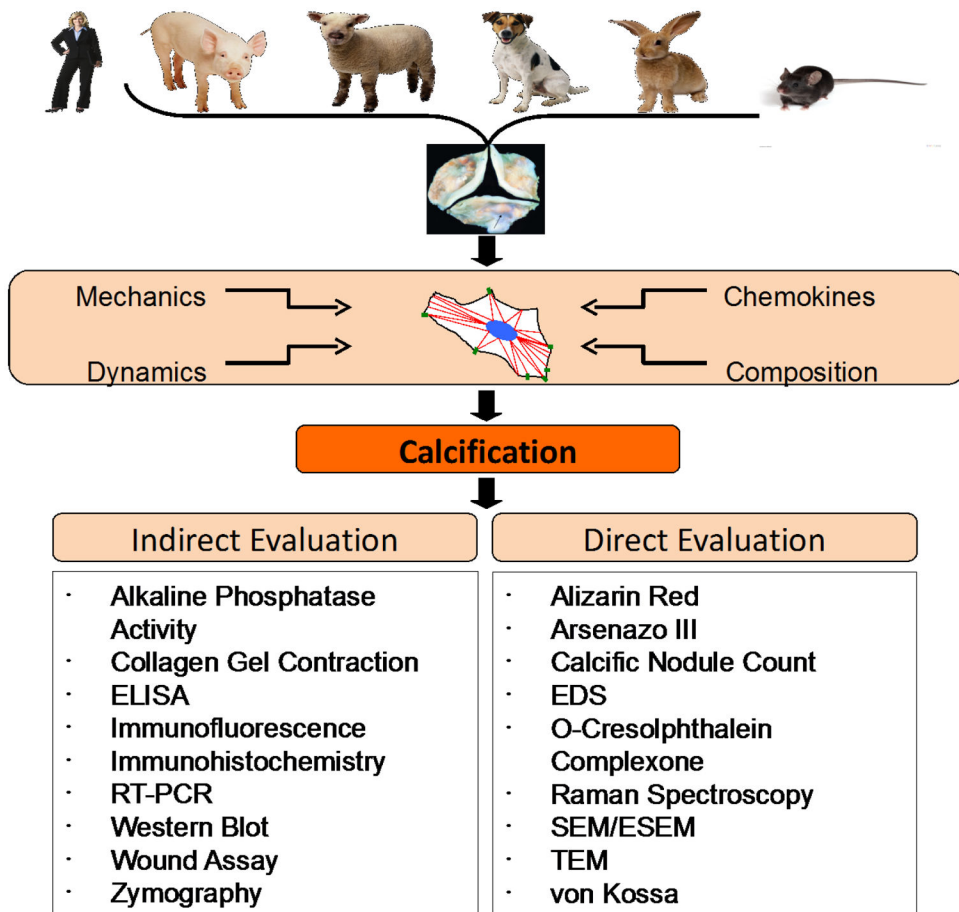 Mechanics
Chemokines
Dynamics
Composition
Calcification
Indirect Evaluation
Direct Evaluation
· Alkaline Phosphatase
Activity
· Collagen Gel Contraction
· ELISA
· Immunofluorescence
· Immunohistochemistry
· RT-PCR
· Western Blot
· Wound Assay
· Zymography
· Alizarin Red
· Arsenazo III
· Calcific Nodule Count
· EDS
· O-Cresolphthalein
Complexone
· Raman Spectroscopy
· SEM/ESEM
· TEM
· von Kossa